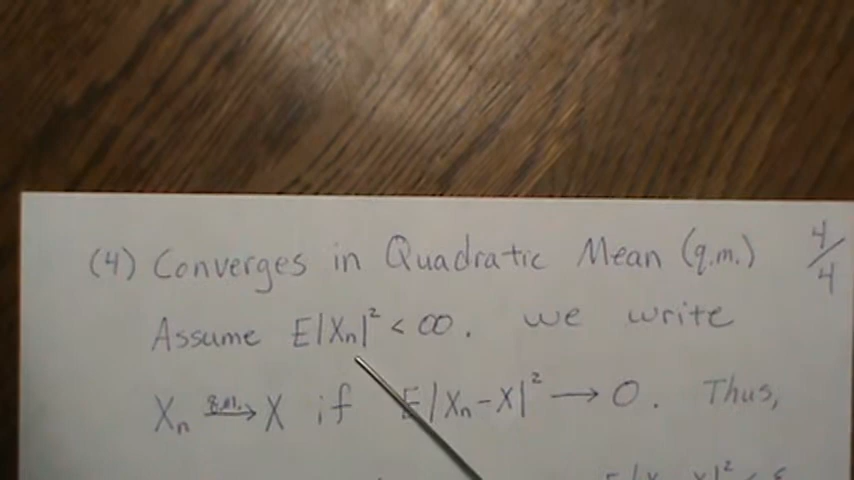 (4) Converges in Quadratic Mean (q.m.) 4/4
Assume E|Xₙ|² < ∞. We write
Xₙ —q.m.→ X if E|Xₙ-X|² → 0. Thus,